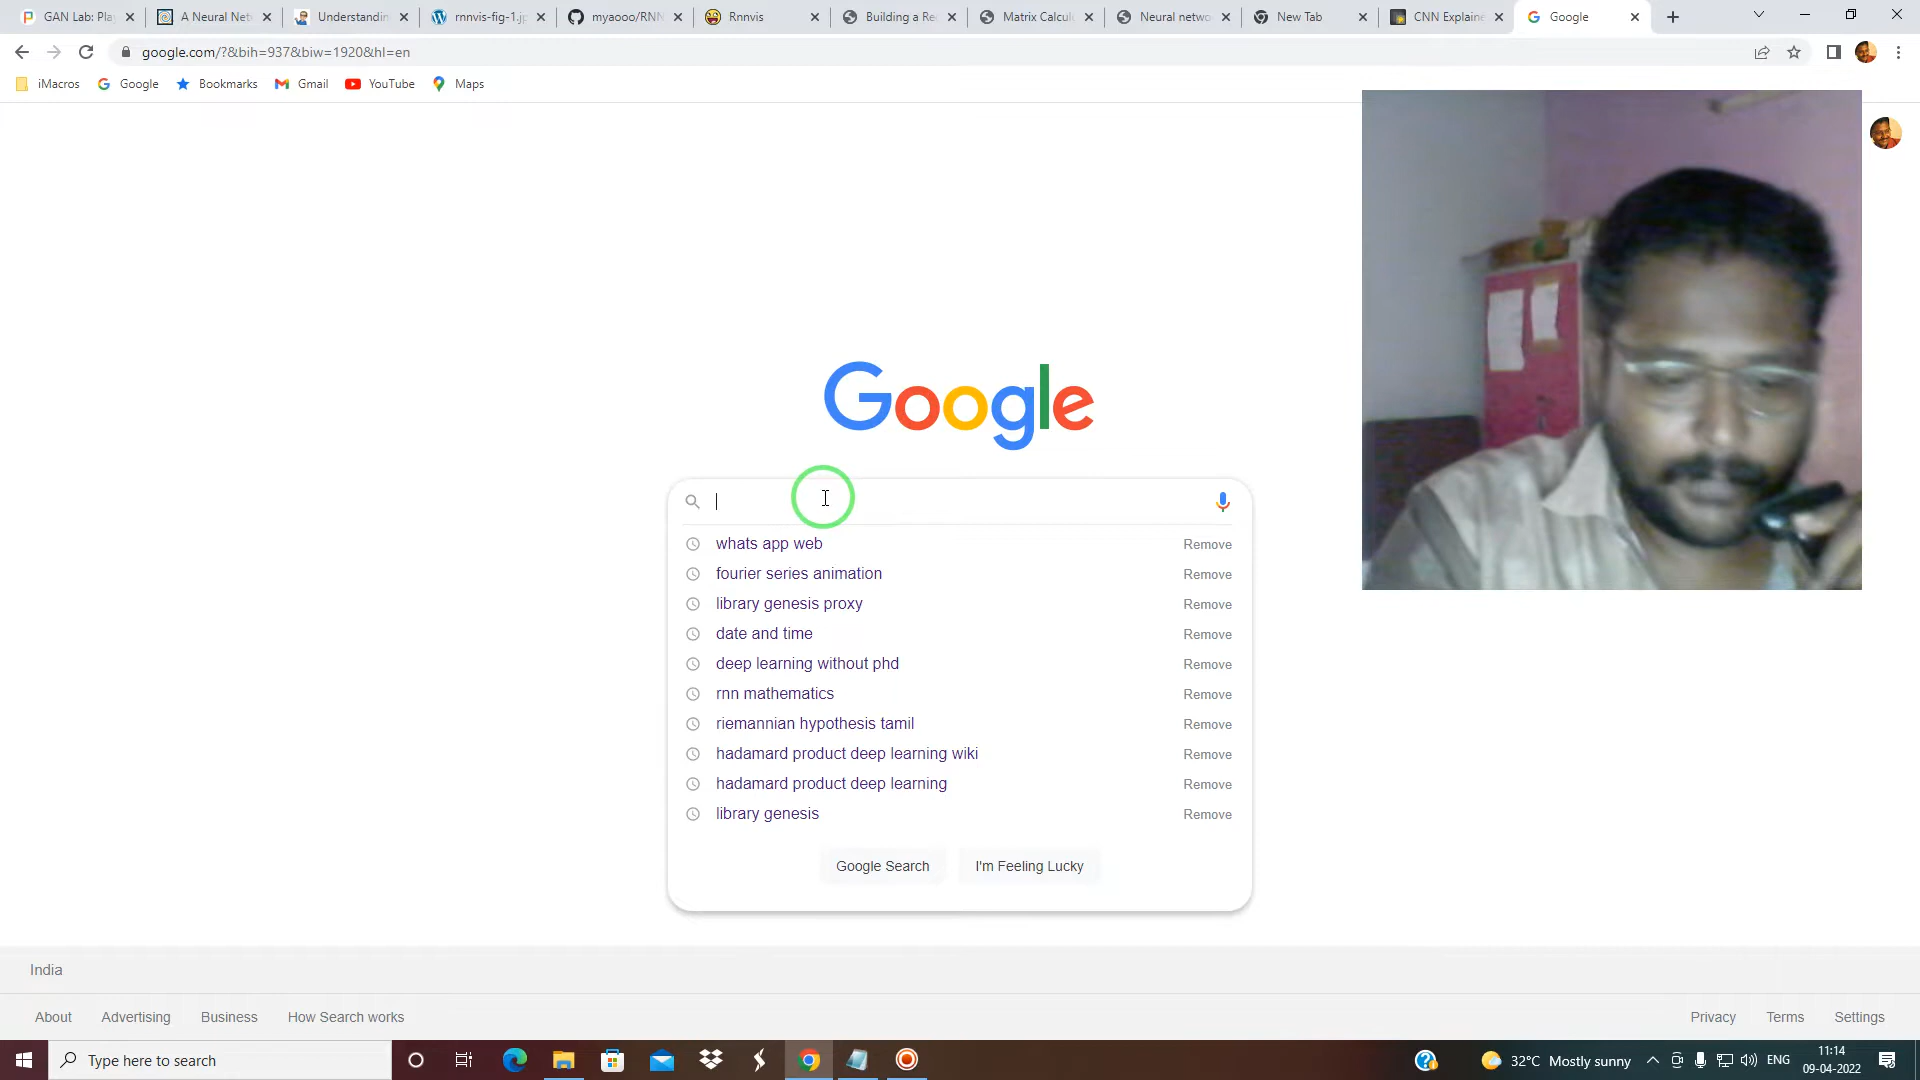 GAN Lab: Pla
A Neural Net
Understandin
rnnvis-fig-1.jp
myaooo/RNN
Rnnvis
Building a Re
Matrix Calcul
Neural netwo
New Tab
CNN Explaine
Google
google.com/?&bih=937&biw=1920&hl=en
iMacros
Google
Bookmarks
Gmail
YouTube
Maps
Google
whats app web Remove
fourier series animation Remove
library genesis proxy Remove
date and time Remove
deep learning without phd Remove
rnn mathematics Remove
riemannian hypothesis tamil Remove
hadamard product deep learning wiki Remove
hadamard product deep learning Remove
library genesis Remove
Google Search I'm Feeling Lucky
India
About Advertising Business How Search works Privacy Terms Settings
Type here to search
32°C Mostly sunny
ENG
11:14
09-04-2022